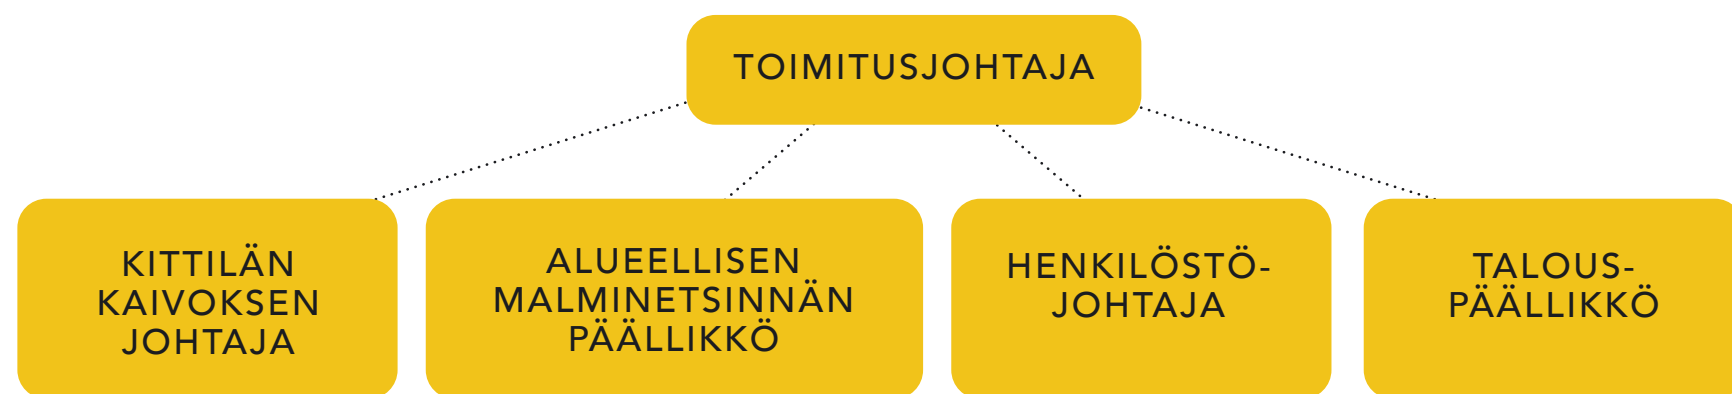 TOIMITUSJOHTAJA
KITTILÄN
KAIVOKSEN
JOHTAJA
ALUEELLISEN
MALMINETSINNÄN
PÄÄLLIKKÖ
HENKILÖSTÖ-
JOHTAJA
TALOUS-
PÄÄLLIKKÖ